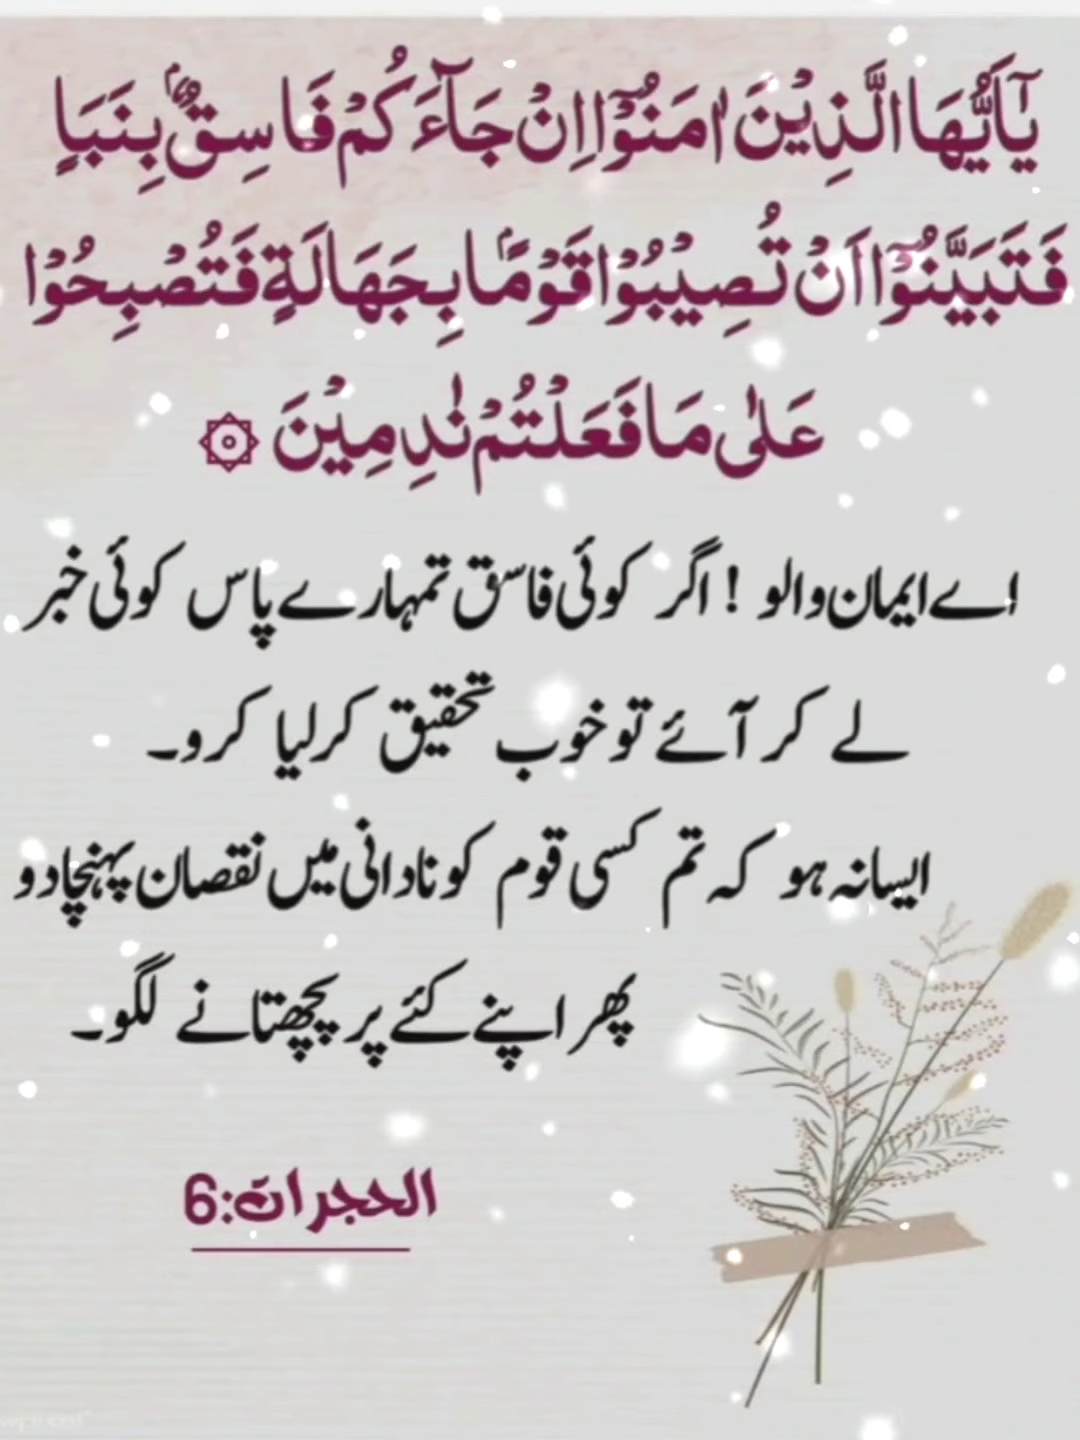 يٰۤاَيُّهَا الَّذِيْنَ اٰمَنُوْۤا اِنْ جَآءَكُمْ فَاسِقٌۢ بِنَبَاٍ
فَتَبَيَّنُوْۤا اَنْ تُصِيْبُوْا قَوْمًۢا بِجَهَالَةٍ فَتُصْبِحُوْا
عَلٰى مَا فَعَلْتُمْ نٰدِمِيْنَ ۞
اے ایمان والو ! اگر کوئی فاسق تمہارے پاس کوئی خبر
لے کر آئے تو خوب تحقیق کرلیا کرو۔
ایسا نہ ہو کہ تم کسی قوم کو نادانی میں نقصان پہنچا دو
پھر اپنے کئے پر پچھتانے لگو۔
الحجرات:6